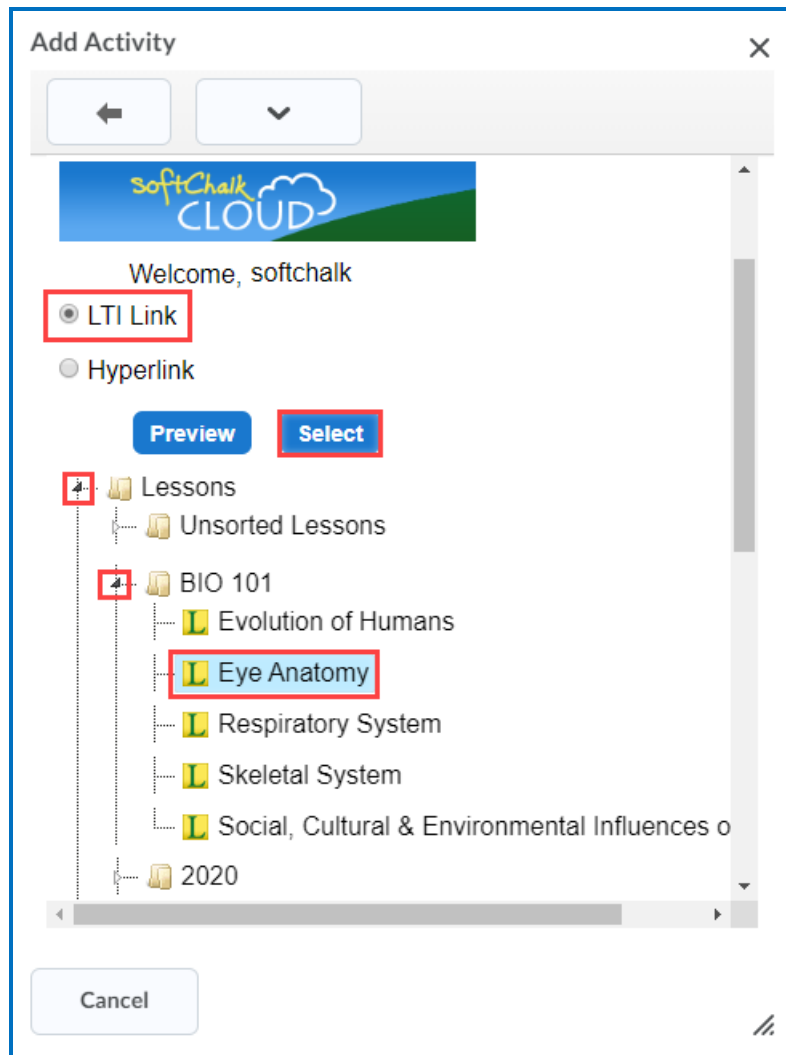 Add Activity
softChalk
CLOUD
Welcome, softchalk
LTI Link
Hyperlink
Preview Select
Lessons
Unsorted Lessons
BIO 101
L Evolution of Humans
L Eye Anatomy
L Respiratory System
L Skeletal System
L Social, Cultural & Environmental Influences o
2020
Cancel